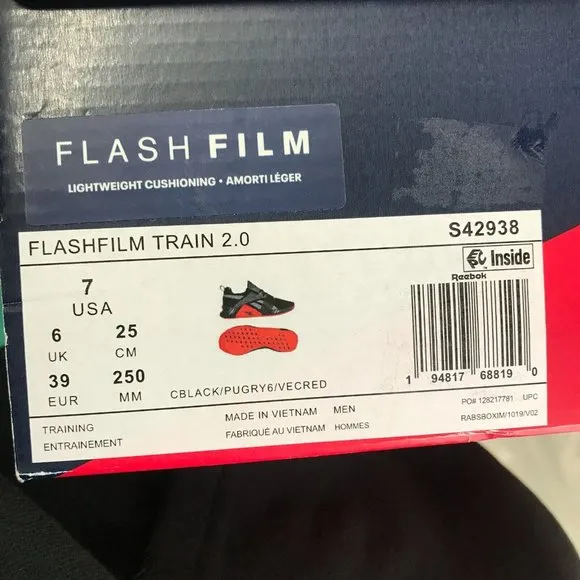 FLASH FILM
LIGHTWEIGHT CUSHIONING • AMORTI LÉGER
FLASHFILM TRAIN 2.0
S42938
Inside
Reebok
7
USA
6 25
UK CM
39 250
EUR MM
CBLACK/PUGRY6/VECRED
1 94817 68819 0
PO# 128217781 UPC
RABSBOXIM/1019/V02
TRAINING
ENTRAINEMENT
MADE IN VIETNAM MEN
FABRIQUÉ AU VIETNAM HOMMES